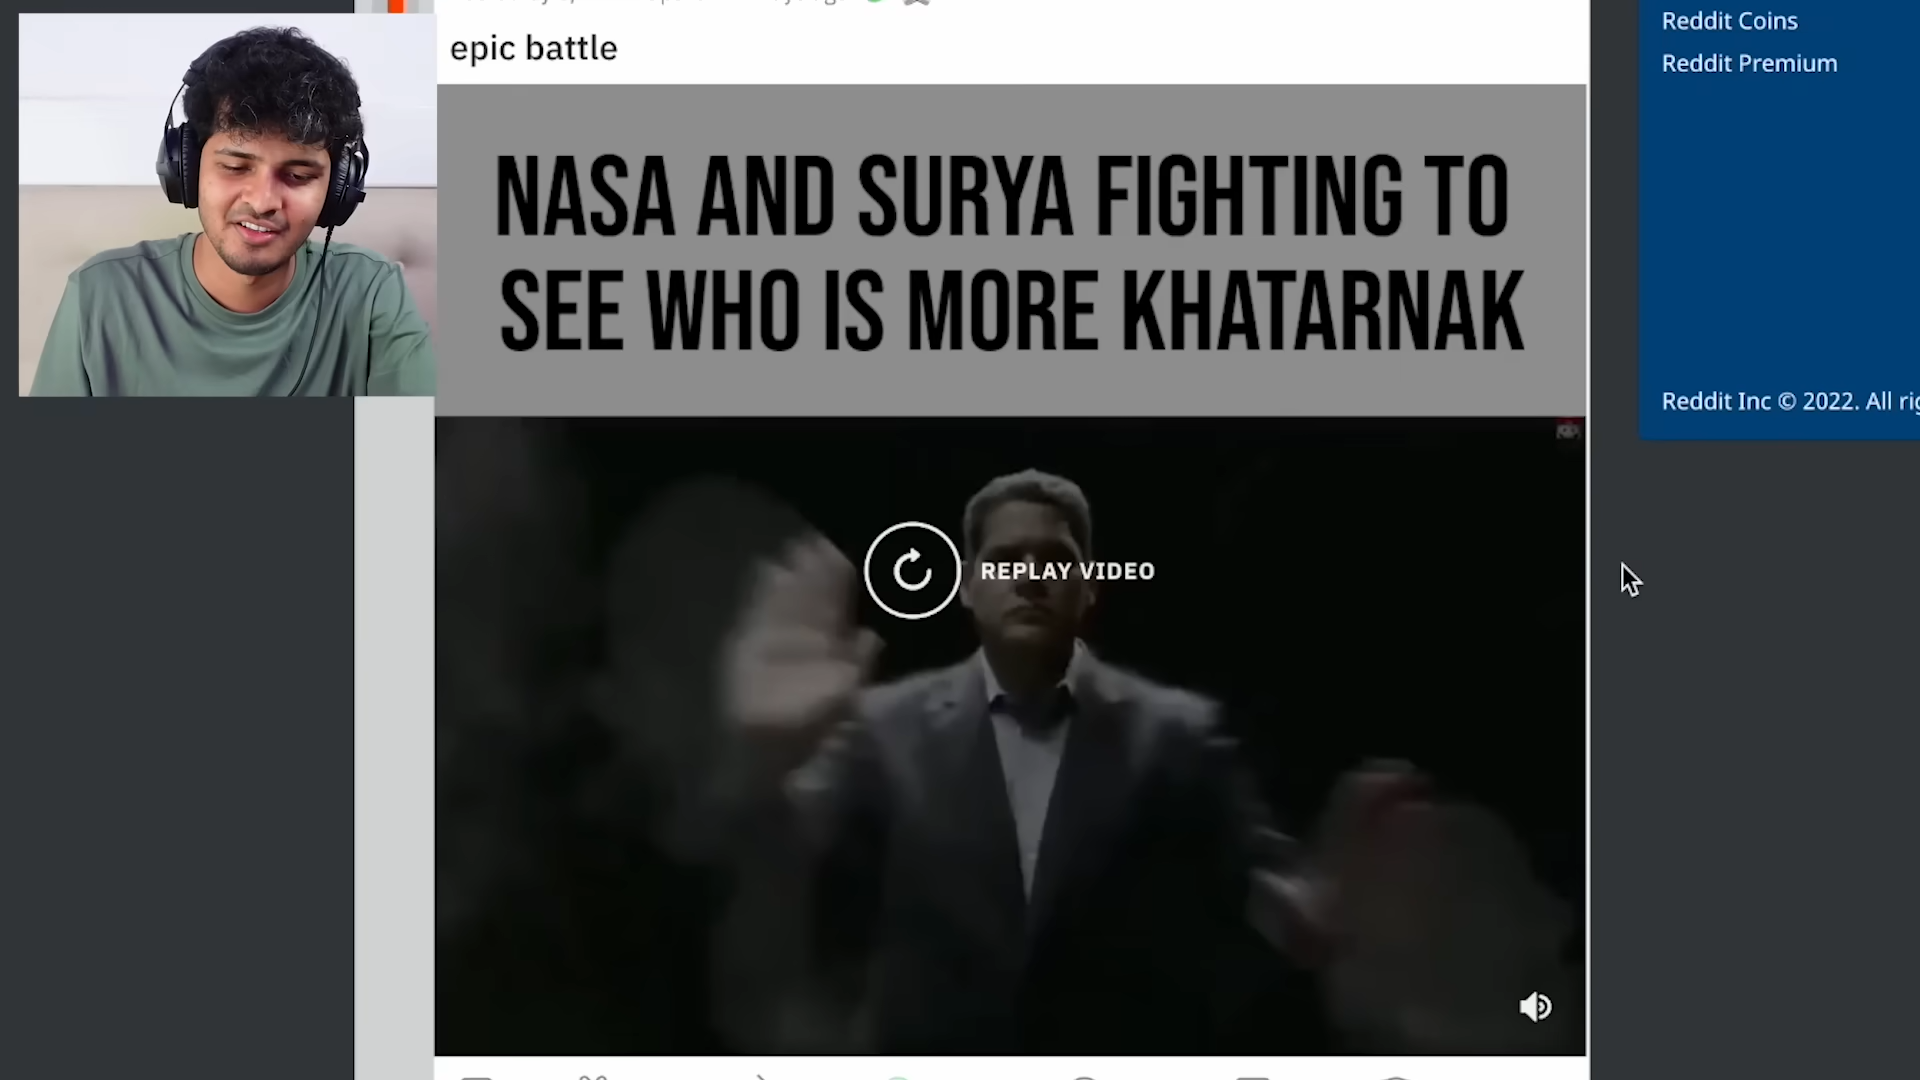 epic battle
NASA AND SURYA FIGHTING TO
SEE WHO IS MORE KHATARNAK
REPLAY VIDEO
Reddit Coins
Reddit Premium
Reddit Inc © 2022. All